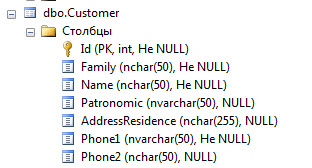 dbo.Customer
Столбцы
Id (PK, int, Не NULL)
Family (nchar(50), Не NULL)
Name (nchar(50), Не NULL)
Patronomic (nvarchar(50), NULL)
AddressResidence (nchar(255), NULL)
Phone1 (nvarchar(50), Не NULL)
Phone2 (nchar(50), NULL)